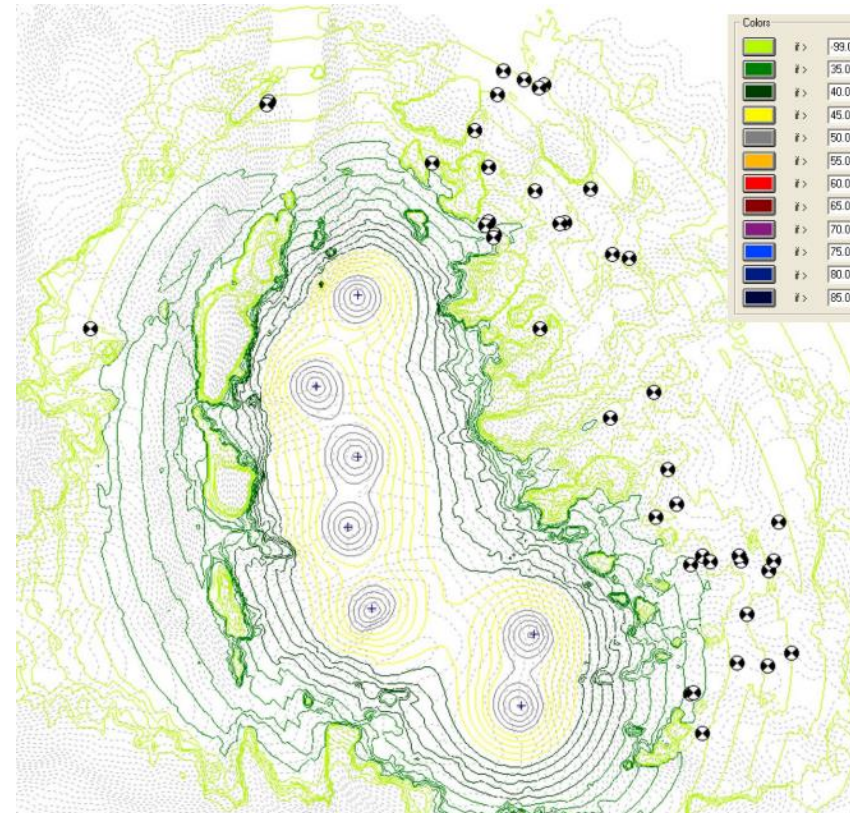 Colors
if > -99.0
if > 35.0
if > 40.0
if > 45.0
if > 50.0
if > 55.0
if > 60.0
if > 65.0
if > 70.0
if > 75.0
if > 80.0
if > 85.0